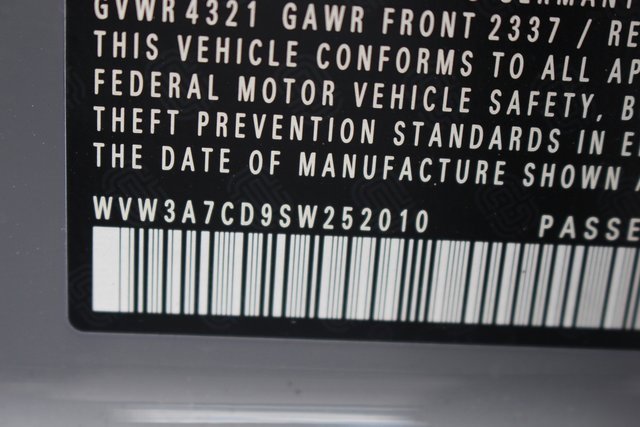 GERMANY
GVWR 4321 GAWR FRONT 2337 / RE
THIS VEHICLE CONFORMS TO ALL AP
FEDERAL MOTOR VEHICLE SAFETY, B
THEFT PREVENTION STANDARDS IN E
THE DATE OF MANUFACTURE SHOWN A
WVW3A7CD9SW252010 PASSE